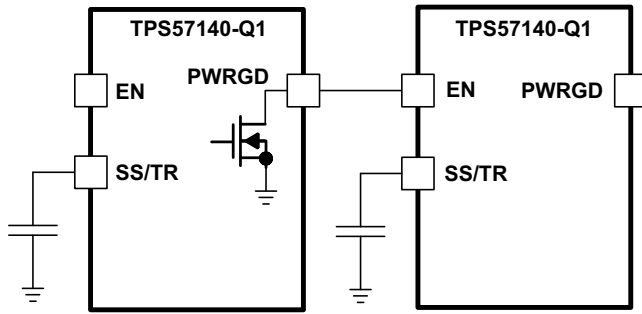 TPS57140-Q1
EN
PWRGD
SS/TR
TPS57140-Q1
EN
PWRGD
SS/TR